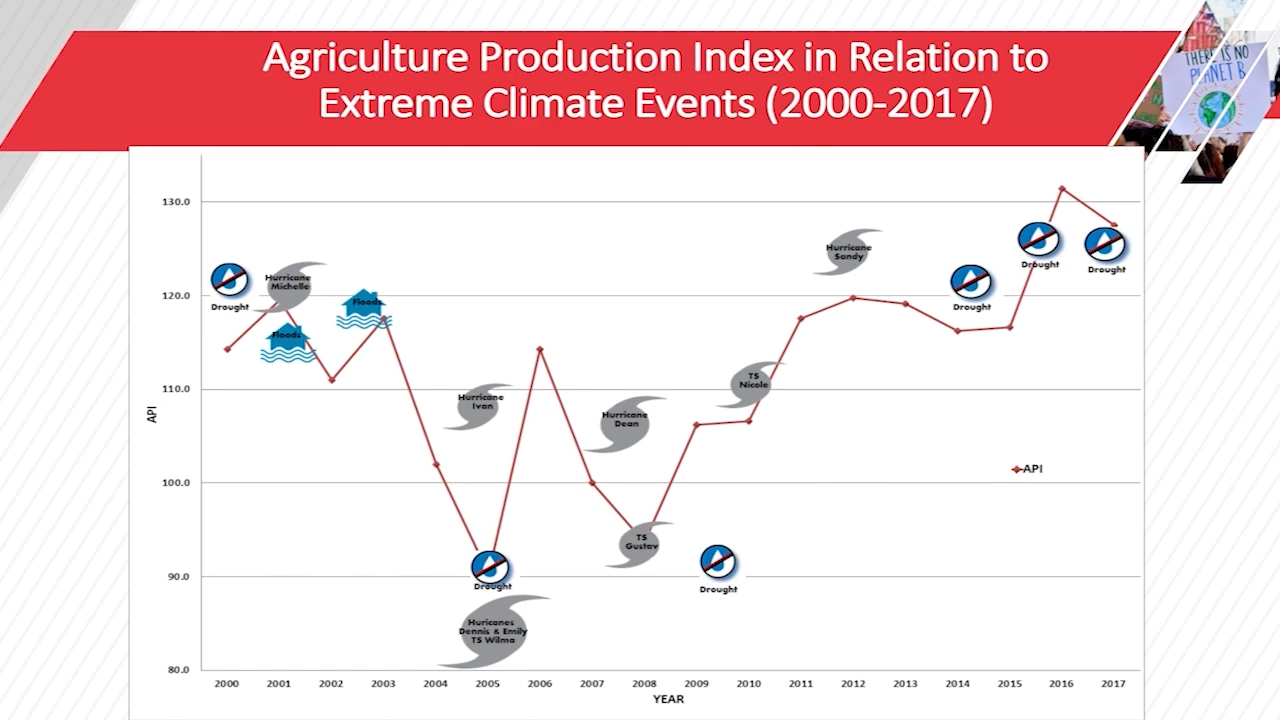 Agriculture Production Index in Relation to
Extreme Climate Events (2000-2017)
THERE IS NO
PLANET B
130.0
120.0
110.0
100.0
90.0
80.0
API
Drought
Hurricane
Michelle
Floods
Floods
Hurricane
Ivan
Drought
Huricanes
Dennis & Emily
TS Wilma
Hurricane
Dean
TS
Gustav
Drought
TS
Nicole
Hurricane
Sandy
Drought
Drought
Drought
API
2000 2001 2002 2003 2004 2005 2006 2007 2008 2009 2010 2011 2012 2013 2014 2015 2016 2017
YEAR